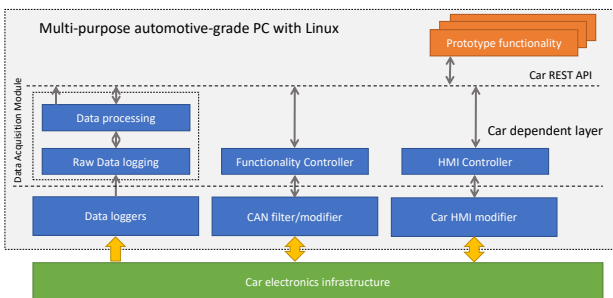 Multi-purpose automotive-grade PC with Linux
Prototype functionality
Car REST API
Data Acquisition Module
Data processing
Car dependent layer
Raw Data logging
Functionality Controller
HMI Controller
Data loggers
CAN filter/modifier
Car HMI modifier
Car electronics infrastructure